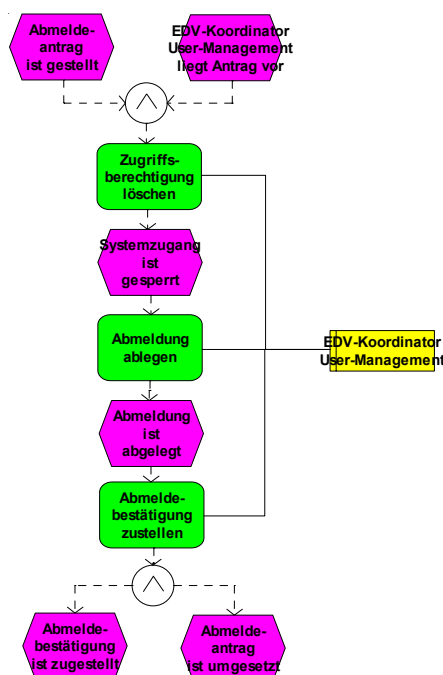 Abmelde-
antrag
ist gestellt
EDV-Koordinator
User-Management
liegt Antrag vor
Zugriffs-
berechtigung
löschen
Systemzugang
ist
gesperrt
Abmeldung
ablegen
EDV-Koordinator
User-Management
Abmeldung
ist
abgelegt
Abmelde-
bestätigung
zustellen
Abmelde-
bestätigung
ist zugestellt
Abmelde-
antrag
ist umgesetzt